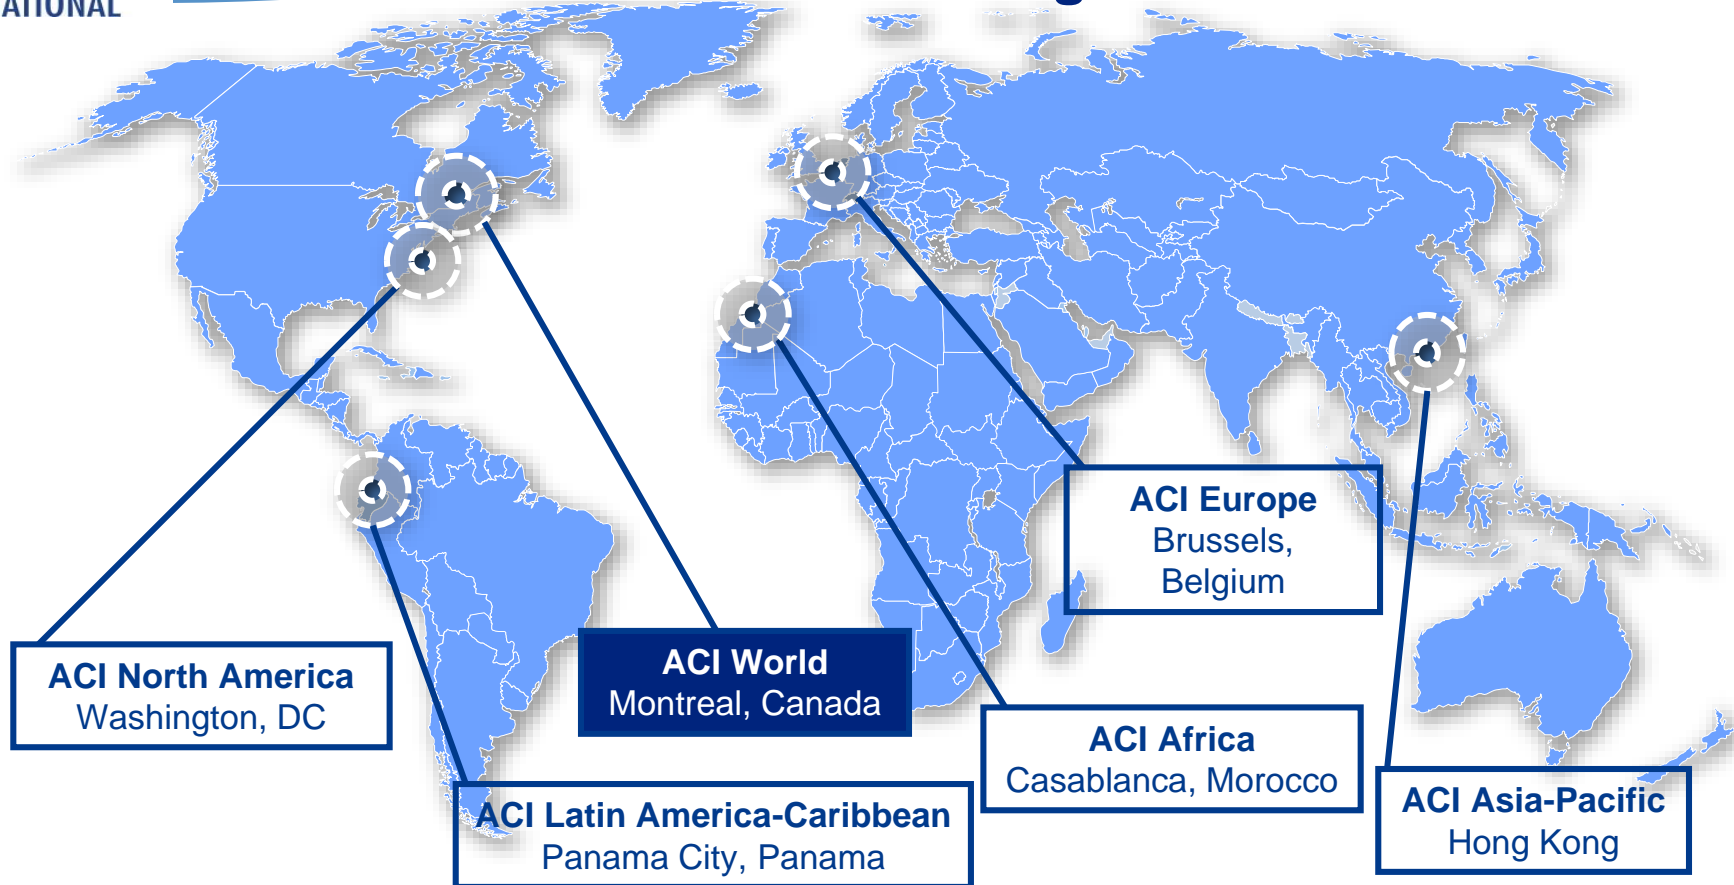 ACI Europe
Brussels,
Belgium
ACI North America
Washington, DC
ACI World
Montreal, Canada
ACI Africa
Casablanca, Morocco
ACI Latin America-Caribbean
Panama City, Panama
ACI Asia-Pacific
Hong Kong